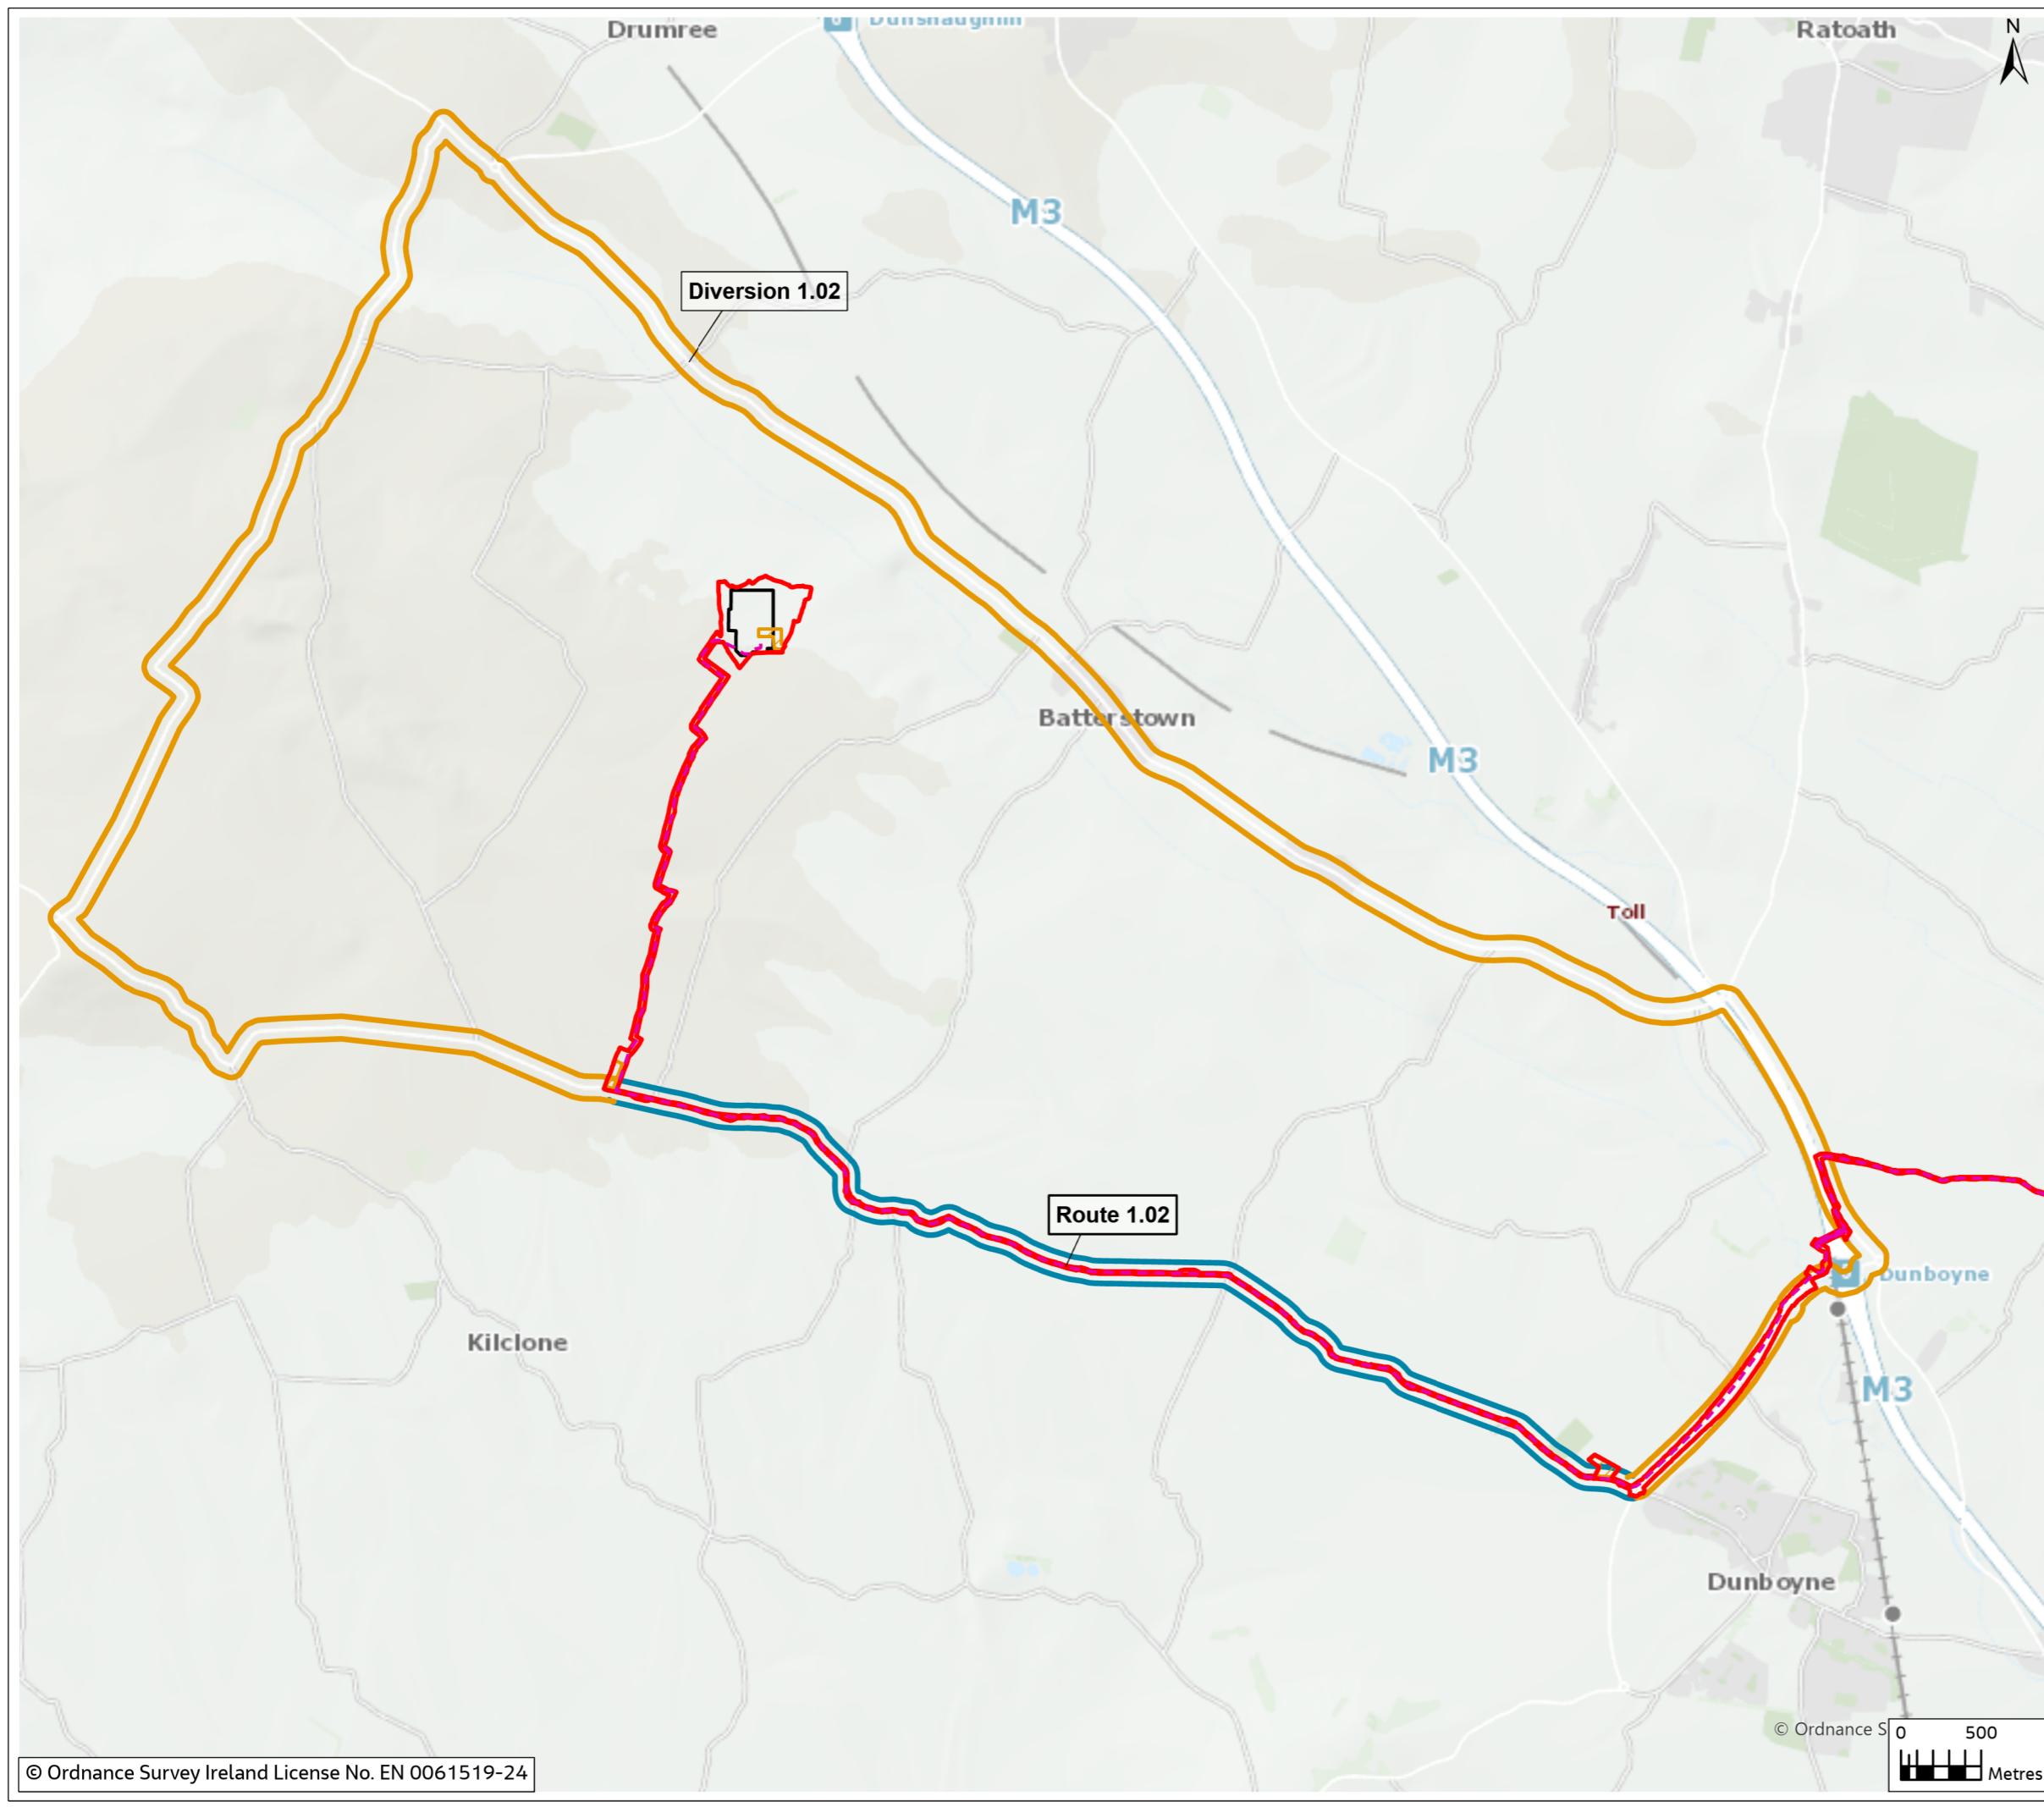 Drumree
Dunshaughlin
Ratoath
N
M3
Diversion 1.02
Batterstown
M3
Toll
Route 1.02
Dunboyne
Kilclone
M3
Dunboyne
© Ordnance S
0 500
Metres
© Ordnance Survey Ireland License No. EN 0061519-24